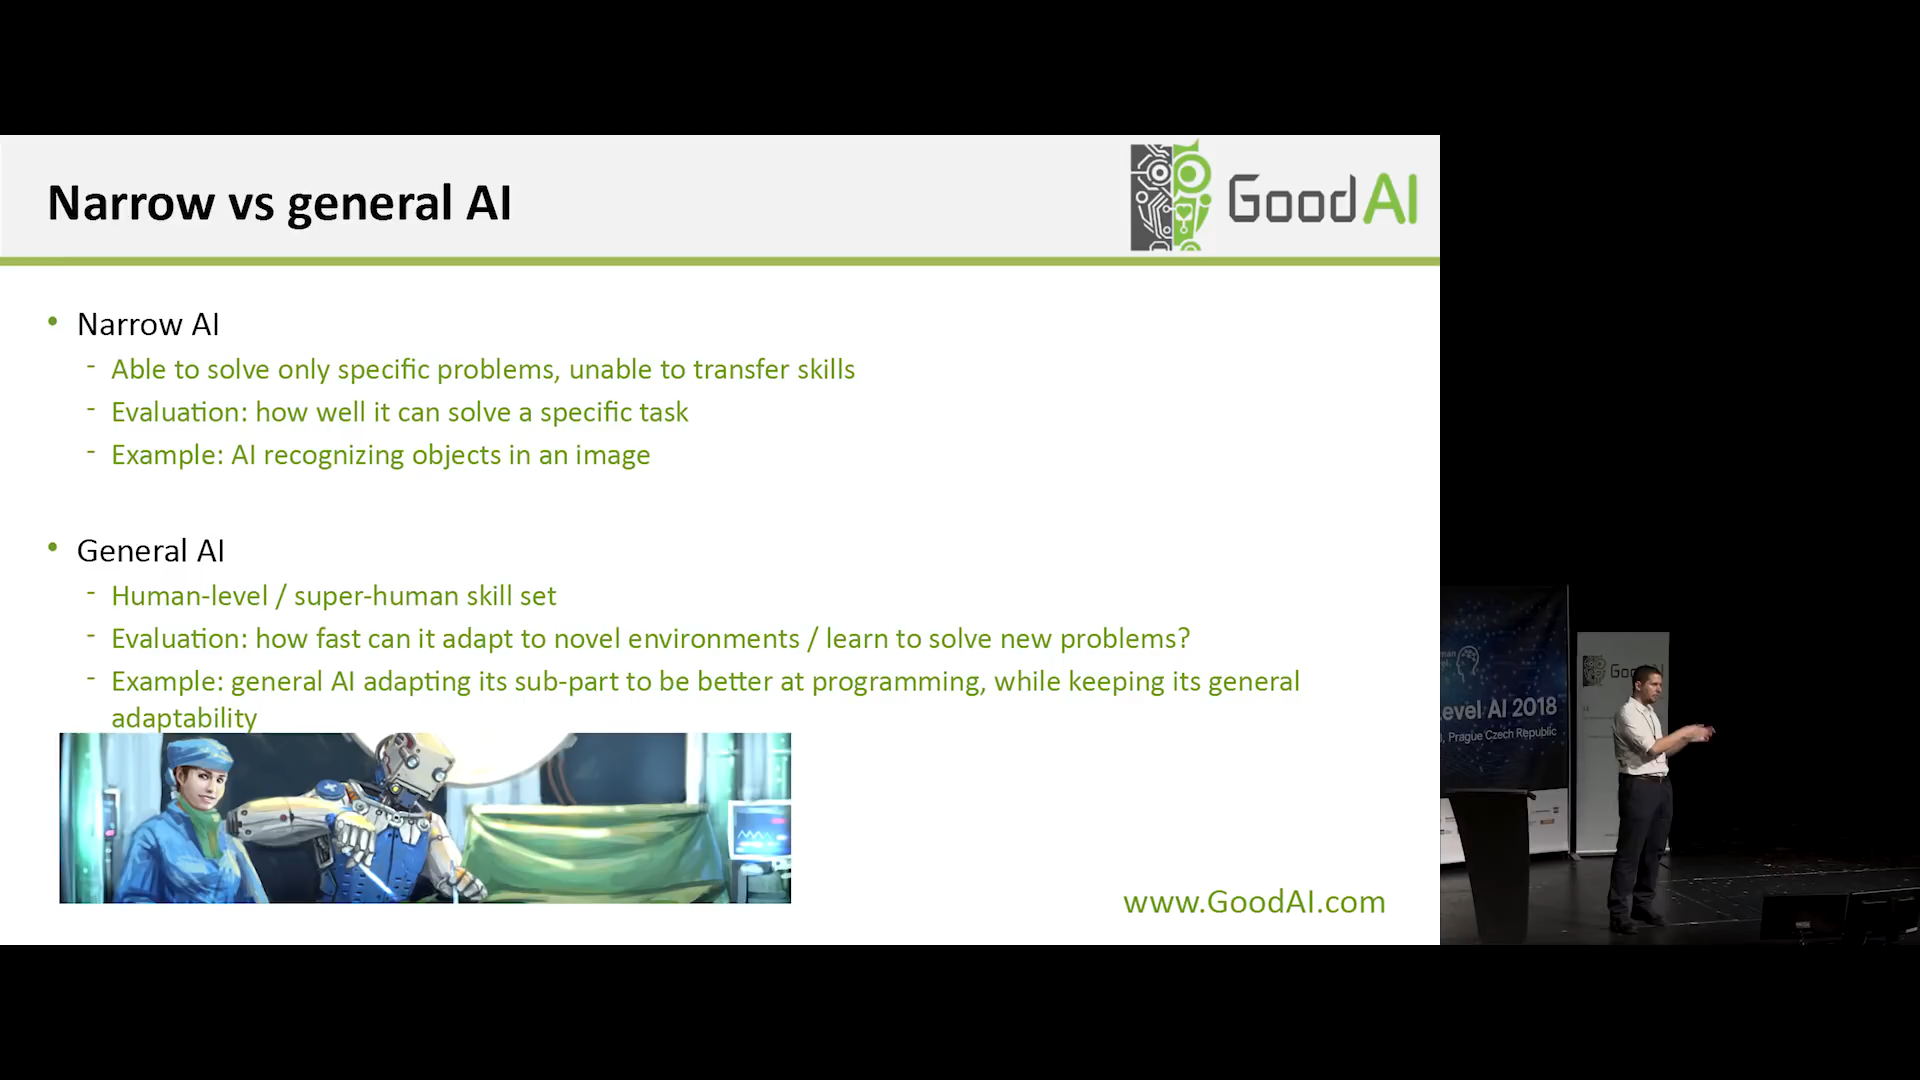 Narrow vs general AI
GoodAI
• Narrow AI
- Able to solve only specific problems, unable to transfer skills
- Evaluation: how well it can solve a specific task
- Example: AI recognizing objects in an image
• General AI
- Human-level / super-human skill set
- Evaluation: how fast can it adapt to novel environments / learn to solve new problems?
- Example: general AI adapting its sub-part to be better at programming, while keeping its general
adaptability
www.GoodAI.com
GoodAI
evel AI 2018
Prague Czech Republic